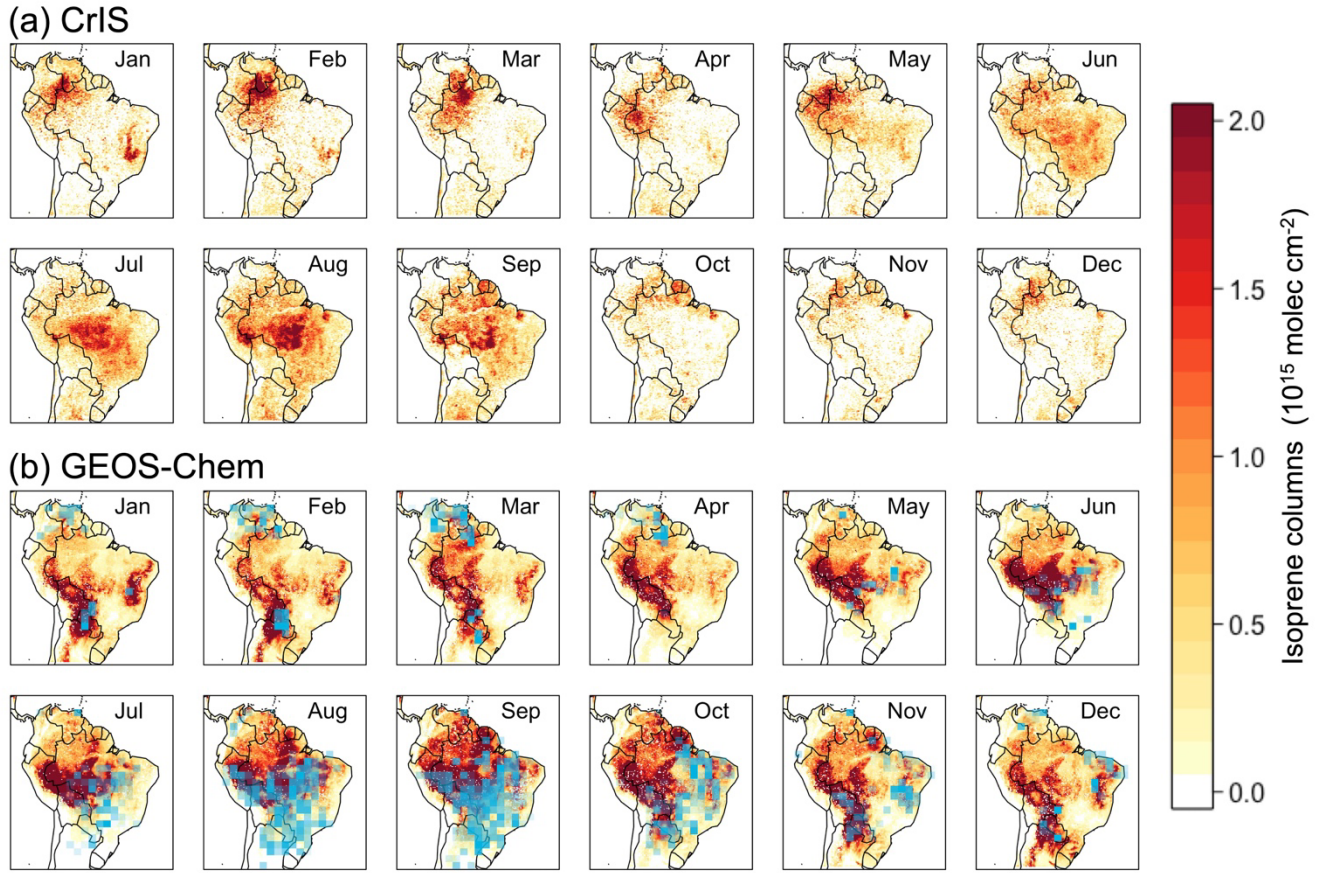 (a) CrIS
Jan Feb Mar Apr May Jun
Jul Aug Sep Oct Nov Dec
(b) GEOS-Chem
Jan Feb Mar Apr May Jun
Jul Aug Sep Oct Nov Dec
2.0
1.5
1.0
0.5
0.0
Isoprene columns (10¹⁵ molec cm⁻²)